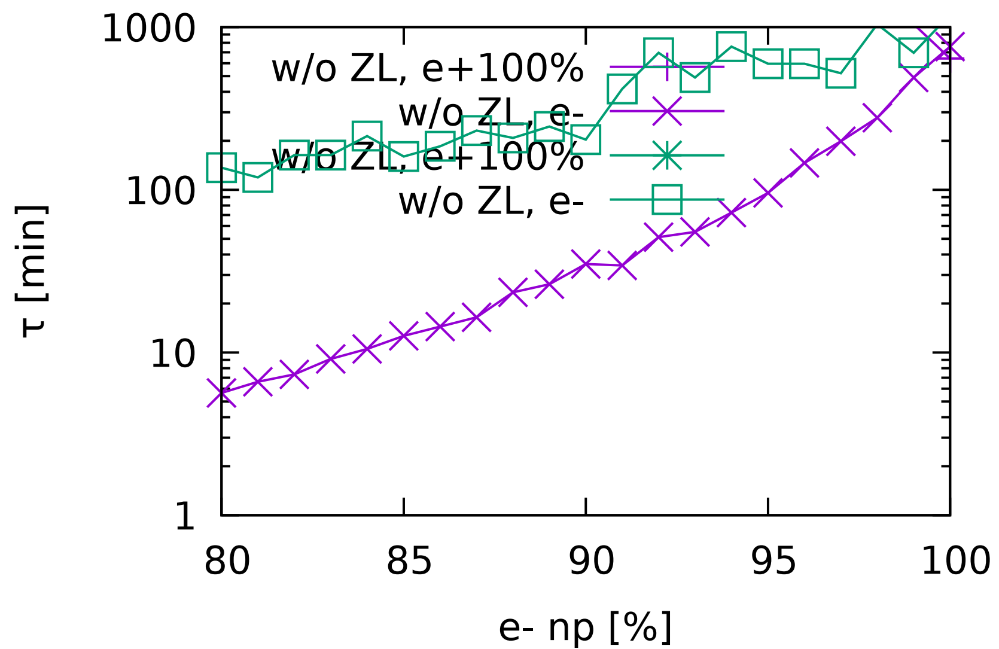 1000
100
10
1
τ [min]
w/o ZL, e+100%
w/o ZL, e-
w/o ZL, e+100%
w/o ZL, e-
80 85 90 95 100
e- np [%]